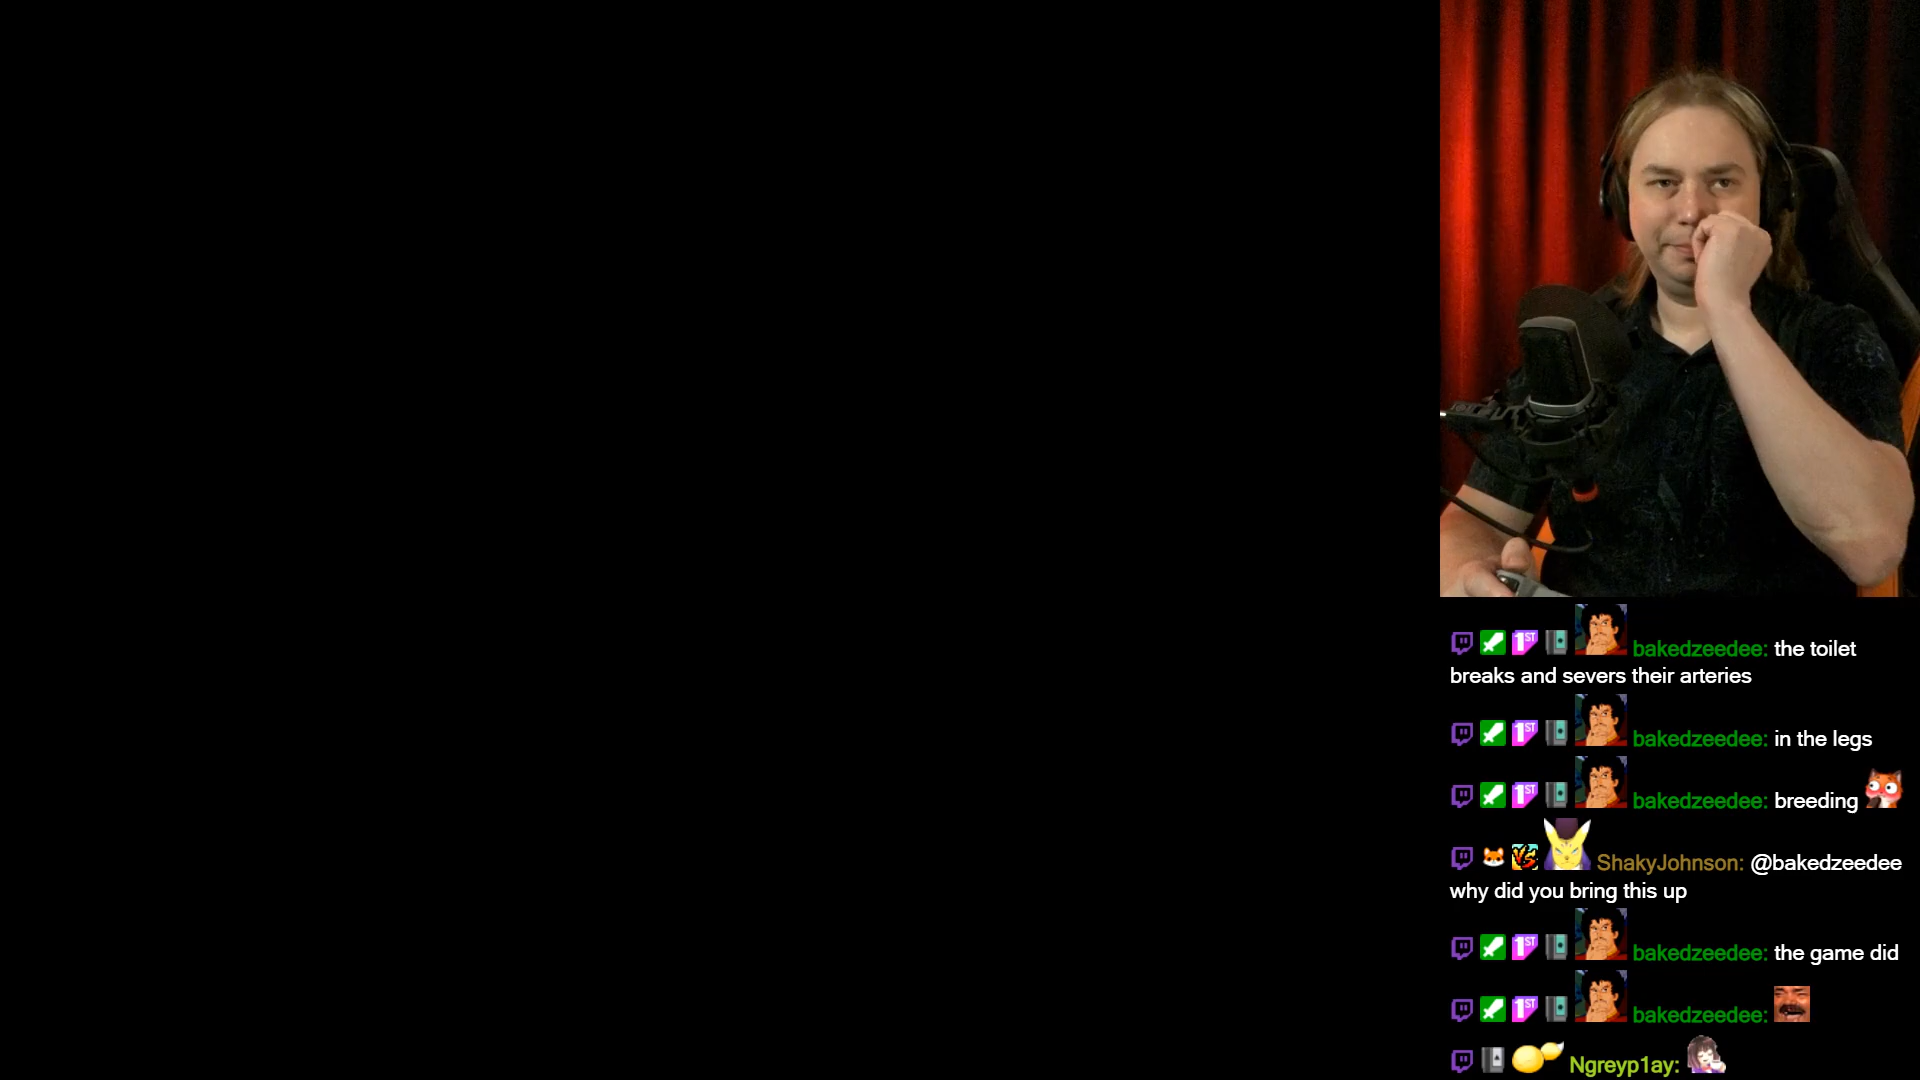 bakedzeedee: the toilet
breaks and severs their arteries
bakedzeedee: in the legs
bakedzeedee: breeding
ShakyJohnson: @bakedzeedee
why did you bring this up
bakedzeedee: the game did
bakedzeedee:
Ngreyp1ay: